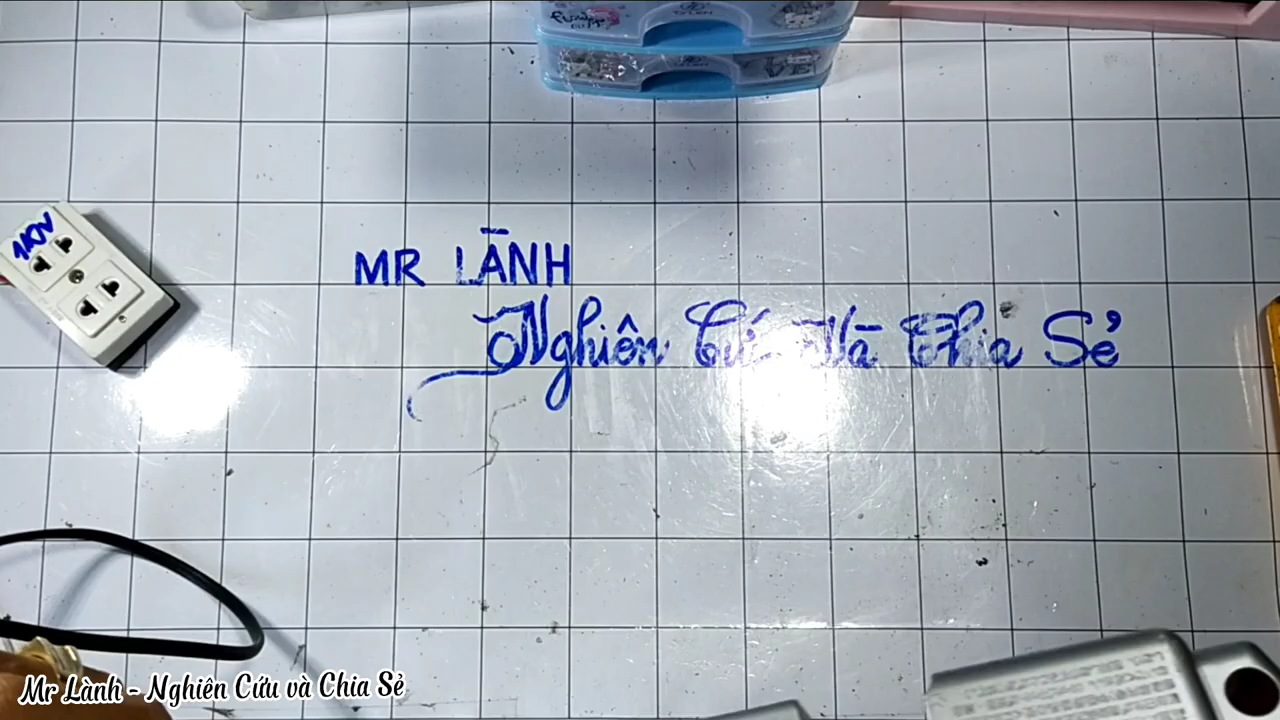 110V
MR LÀNH
Nghiên Cứu Và Chia Sẻ
Mr Lành - Nghiên Cứu và Chia Sẻ